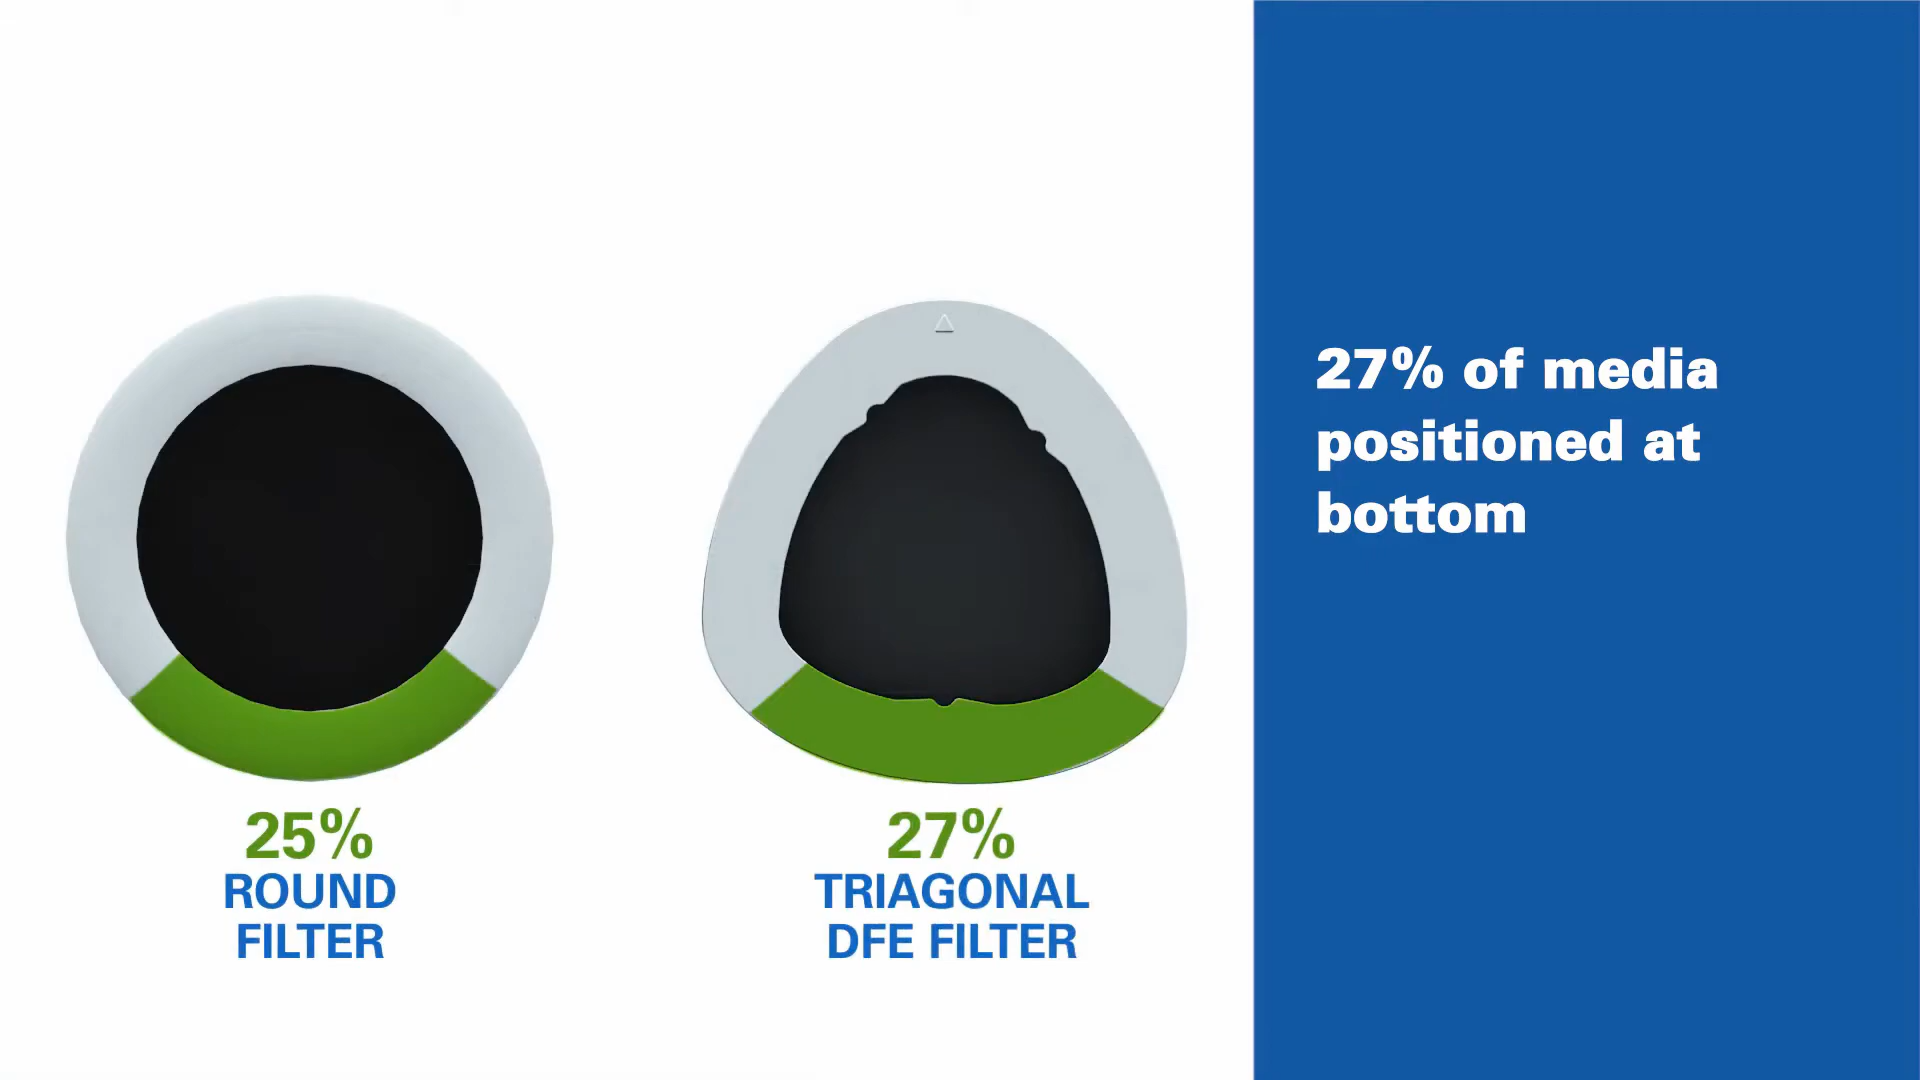 25%
ROUND
FILTER
27%
TRIAGONAL
DFE FILTER
27% of media
positioned at
bottom